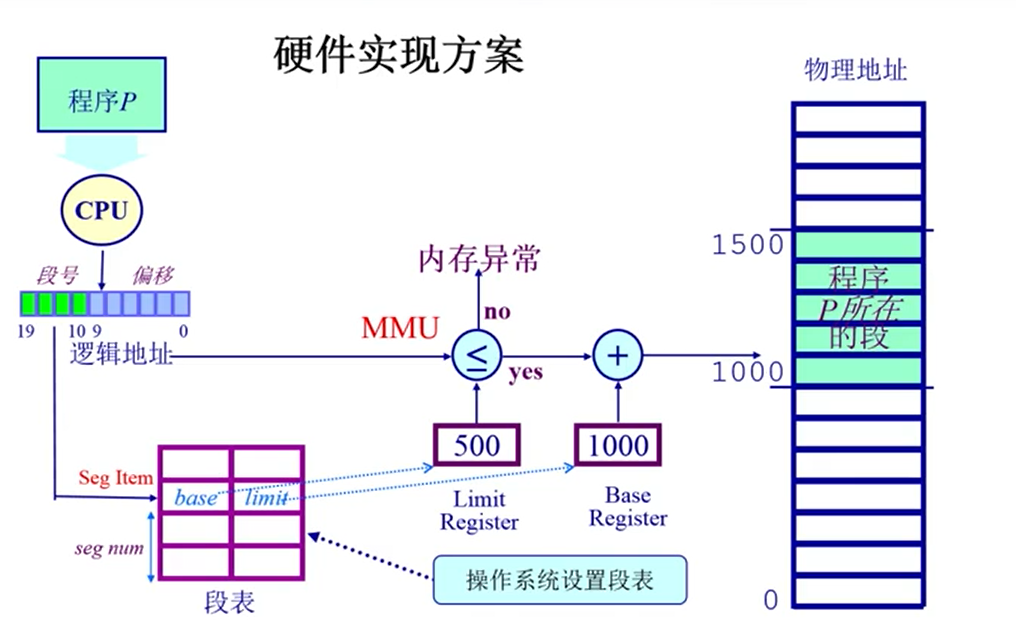 硬件实现方案
物理地址
程序P
CPU
段号
偏移
19
10
9
0
逻辑地址
内存异常
no
MMU
≤
yes
+
1500
程序
P所在
的段
1000
500
1000
Limit
Register
Base
Register
Seg Item
base
limit
seg num
段表
操作系统设置段表
0